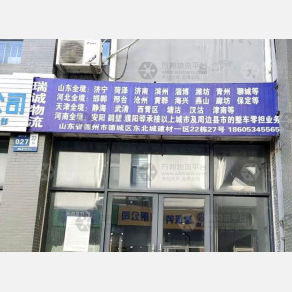 公司
027
瑞诚物流
山东全境：济宁 菏泽 济南 滨州 淄博 潍坊 青州 聊城等
河北全境：邯郸 邢台 沧州 黄骅 海兴 燕山 廊坊 保定等
天津全境：静海 武清 西青区 塘沽 汉沽 津南等
河南全境：安阳 鹤壁 濮阳等承接以上城市及周边县市的整车零担业务
山东省德州市德城区东北城建材一区22栋27号